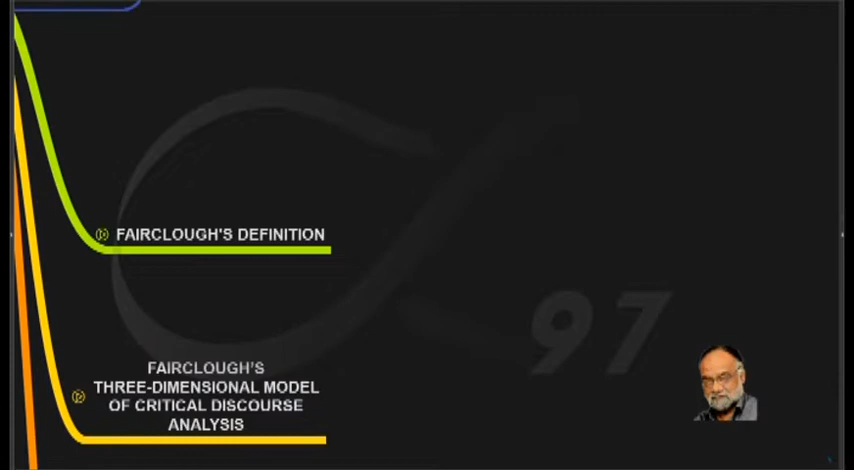 FAIRCLOUGH'S DEFINITION
97
FAIRCLOUGH'S
THREE-DIMENSIONAL MODEL
OF CRITICAL DISCOURSE
ANALYSIS